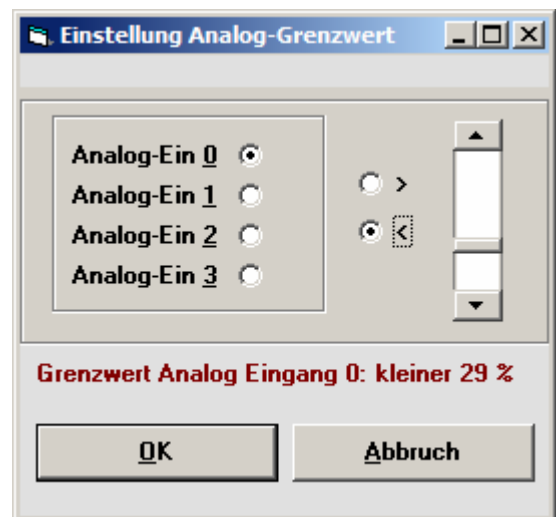 Einstellung Analog-Grenzwert
Analog-Ein 0
Analog-Ein 1
Analog-Ein 2
Analog-Ein 3
>
<
Grenzwert Analog Eingang 0: kleiner 29 %
OK
Abbruch